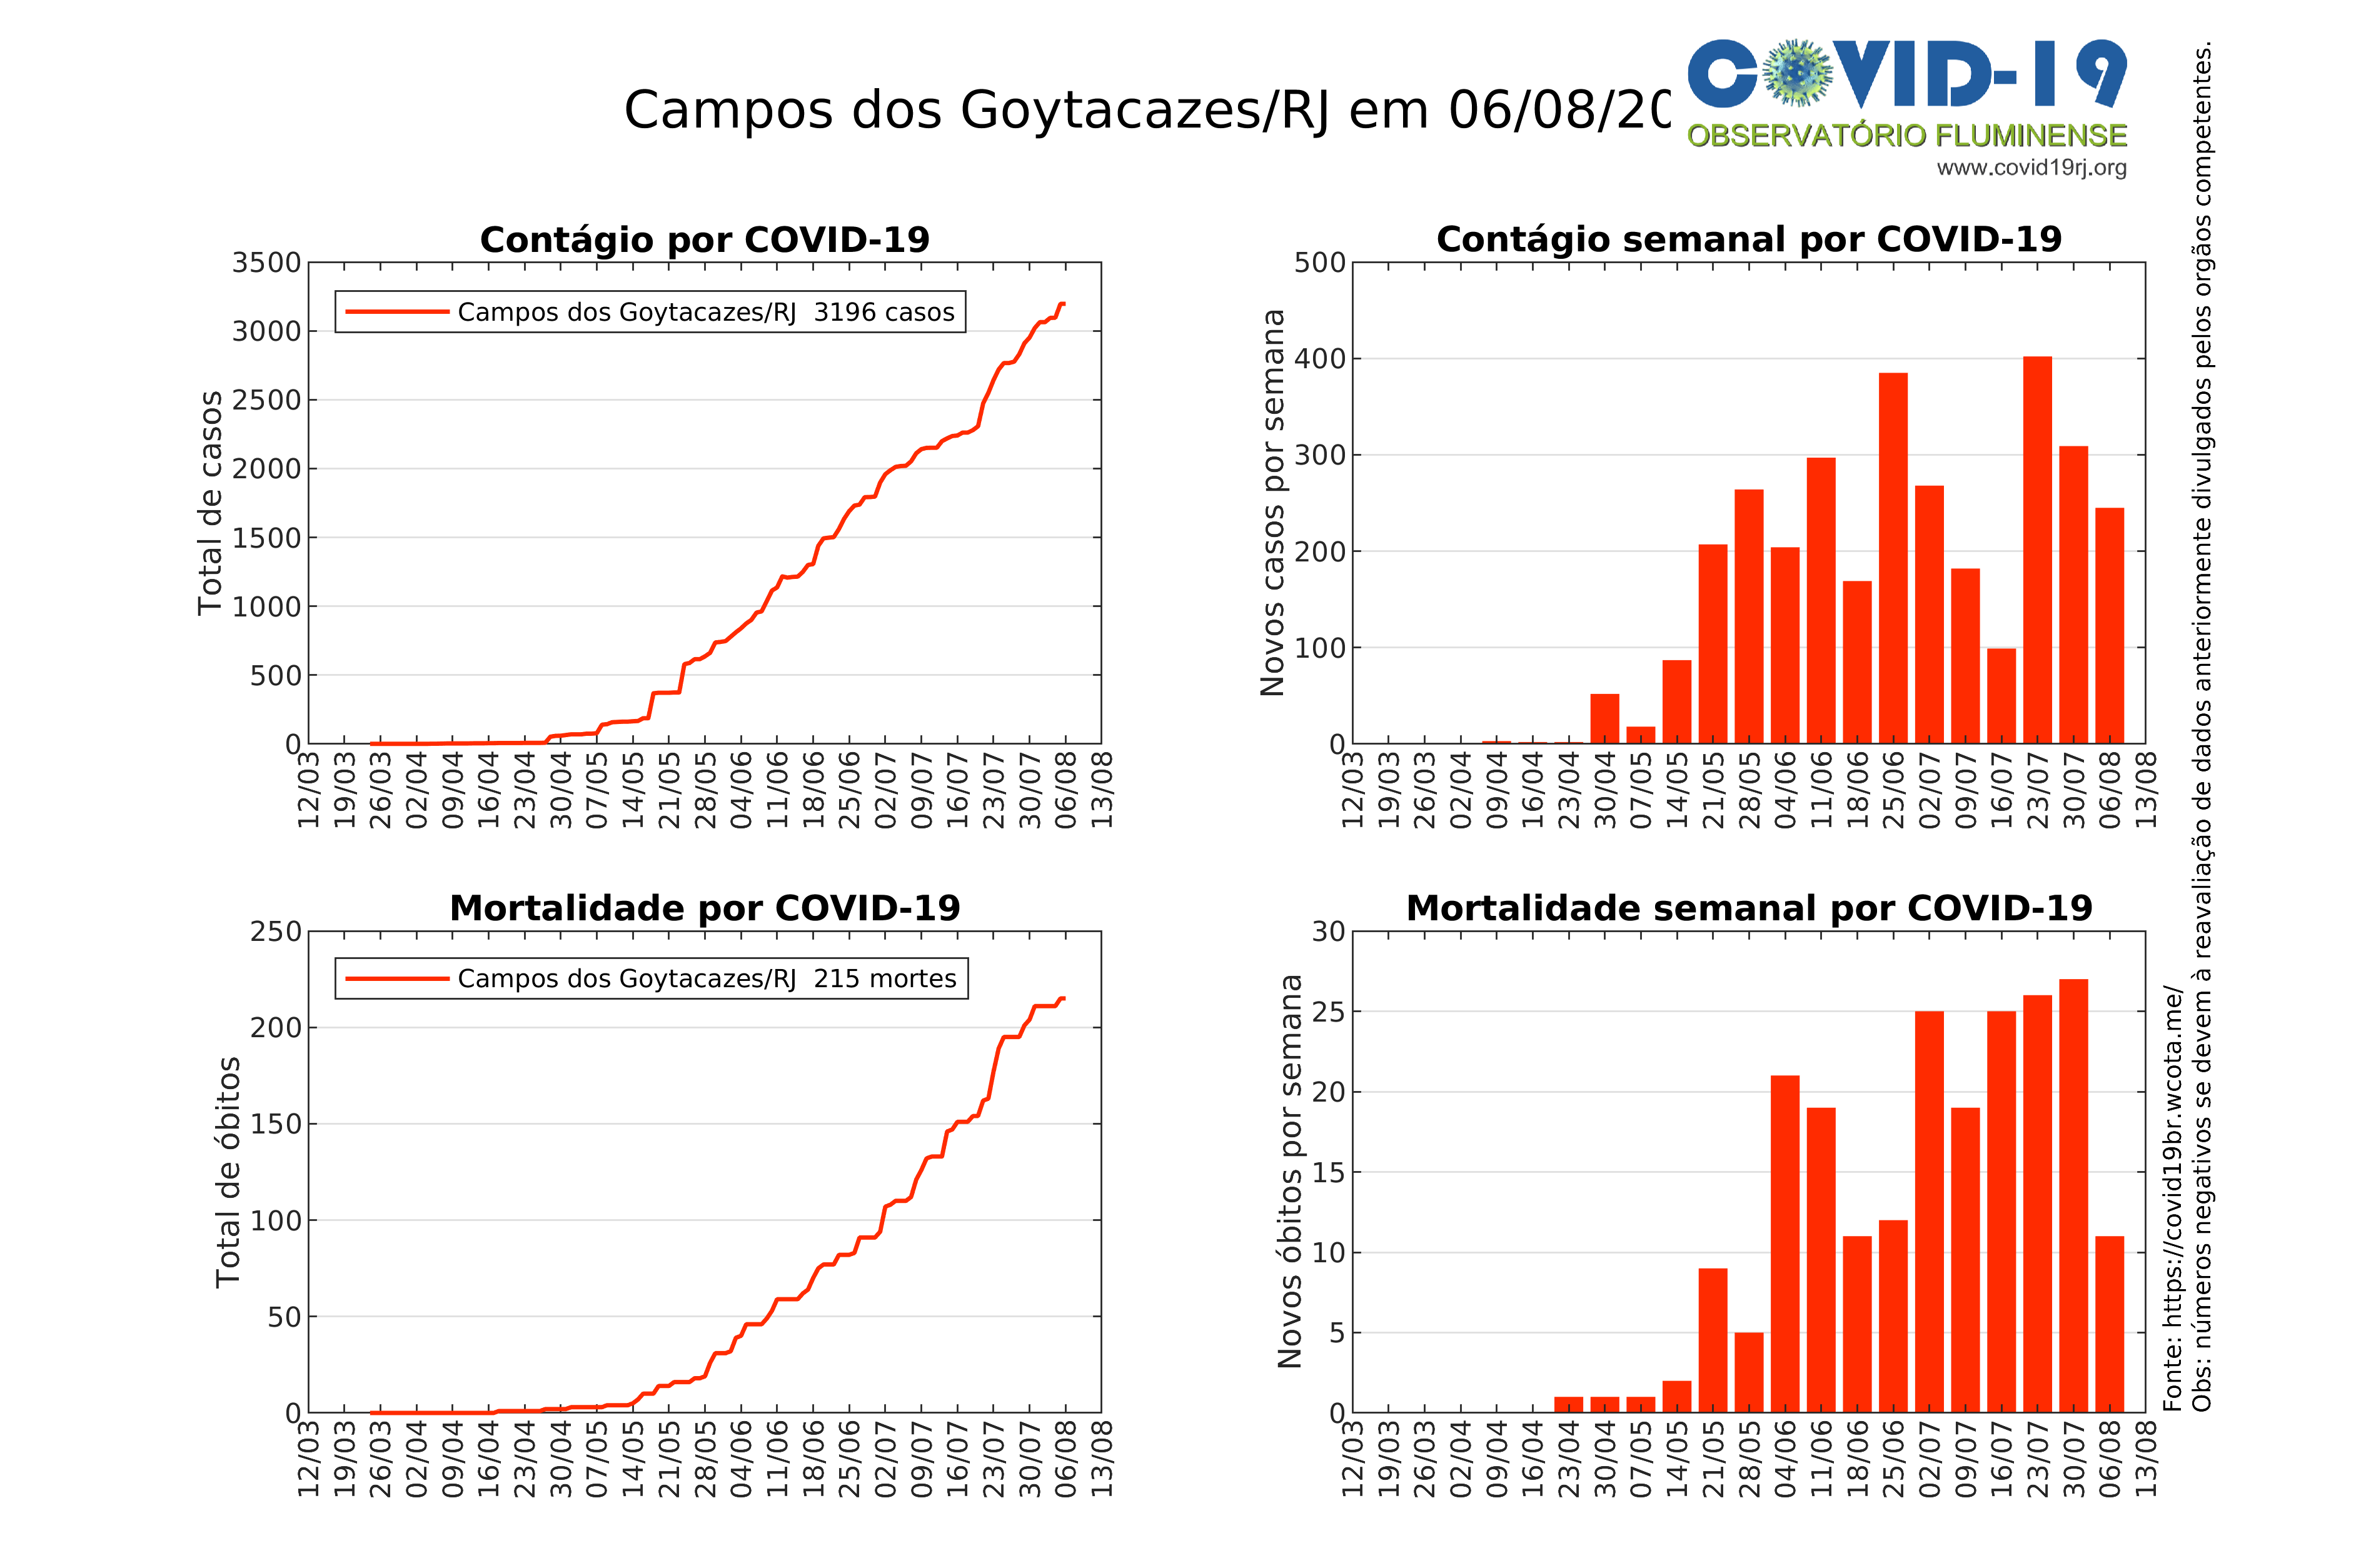 Campos dos Goytacazes/RJ em 06/08/20
COVID-19
OBSERVATÓRIO FLUMINENSE
www.covid19rj.org
Contágio por COVID-19
Total de casos
3500
3000
2500
2000
1500
1000
500
0
Campos dos Goytacazes/RJ 3196 casos
12/03 19/03 26/03 02/04 09/04 16/04 23/04 30/04 07/05 14/05 21/05 28/05 04/06 11/06 18/06 25/06 02/07 09/07 16/07 23/07 30/07 06/08 13/08
Contágio semanal por COVID-19
Novos casos por semana
500
400
300
200
100
0
12/03 19/03 26/03 02/04 09/04 16/04 23/04 30/04 07/05 14/05 21/05 28/05 04/06 11/06 18/06 25/06 02/07 09/07 16/07 23/07 30/07 06/08 13/08
Mortalidade por COVID-19
Total de óbitos
250
200
150
100
50
0
Campos dos Goytacazes/RJ 215 mortes
12/03 19/03 26/03 02/04 09/04 16/04 23/04 30/04 07/05 14/05 21/05 28/05 04/06 11/06 18/06 25/06 02/07 09/07 16/07 23/07 30/07 06/08 13/08
Mortalidade semanal por COVID-19
Novos óbitos por semana
30
25
20
15
10
5
0
12/03 19/03 26/03 02/04 09/04 16/04 23/04 30/04 07/05 14/05 21/05 28/05 04/06 11/06 18/06 25/06 02/07 09/07 16/07 23/07 30/07 06/08 13/08
Fonte: https://covid19br.wcota.me/
Obs: números negativos se devem à reavaliação de dados anteriormente divulgados pelos orgãos competentes.